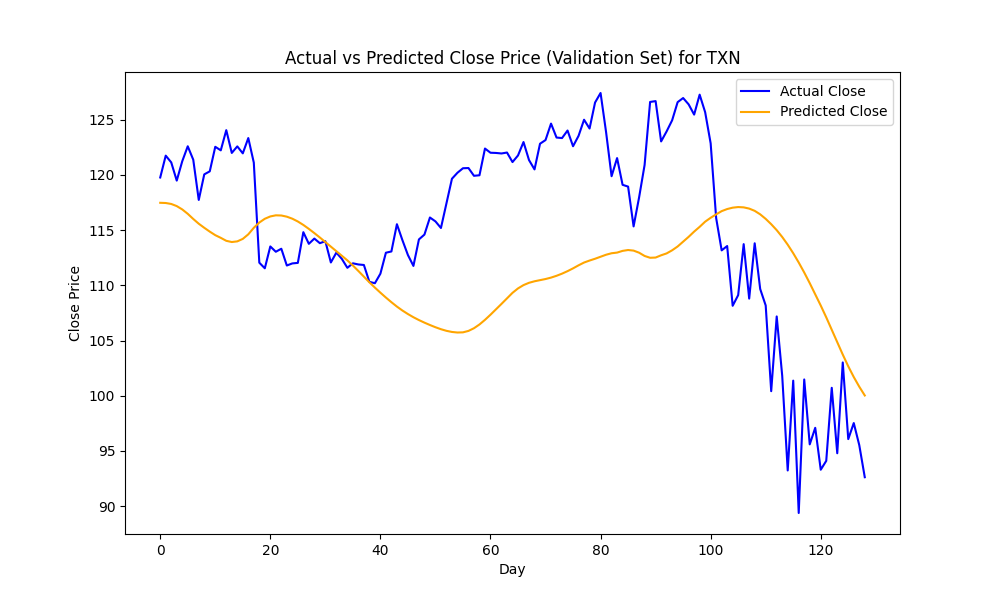 Actual vs Predicted Close Price (Validation Set) for TXN
Actual Close
Predicted Close
Close Price
125
120
115
110
105
100
95
90
0 20 40 60 80 100 120
Day